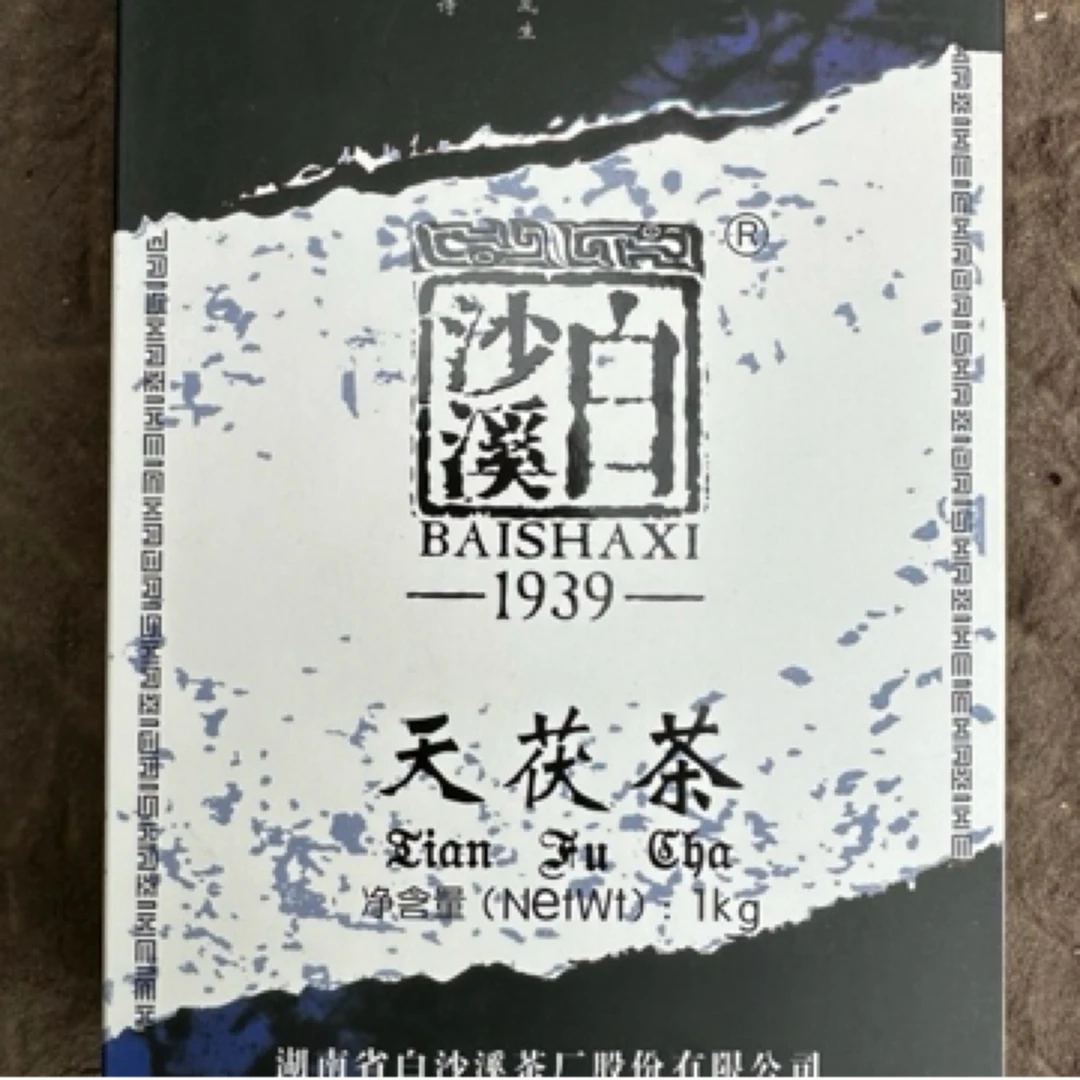 白沙溪
®
BAISHAXI
1939
天茯茶
Tian Fu Cha
净含量（NetWt）：1kg
湖南省白沙溪茶厂股份有限公司